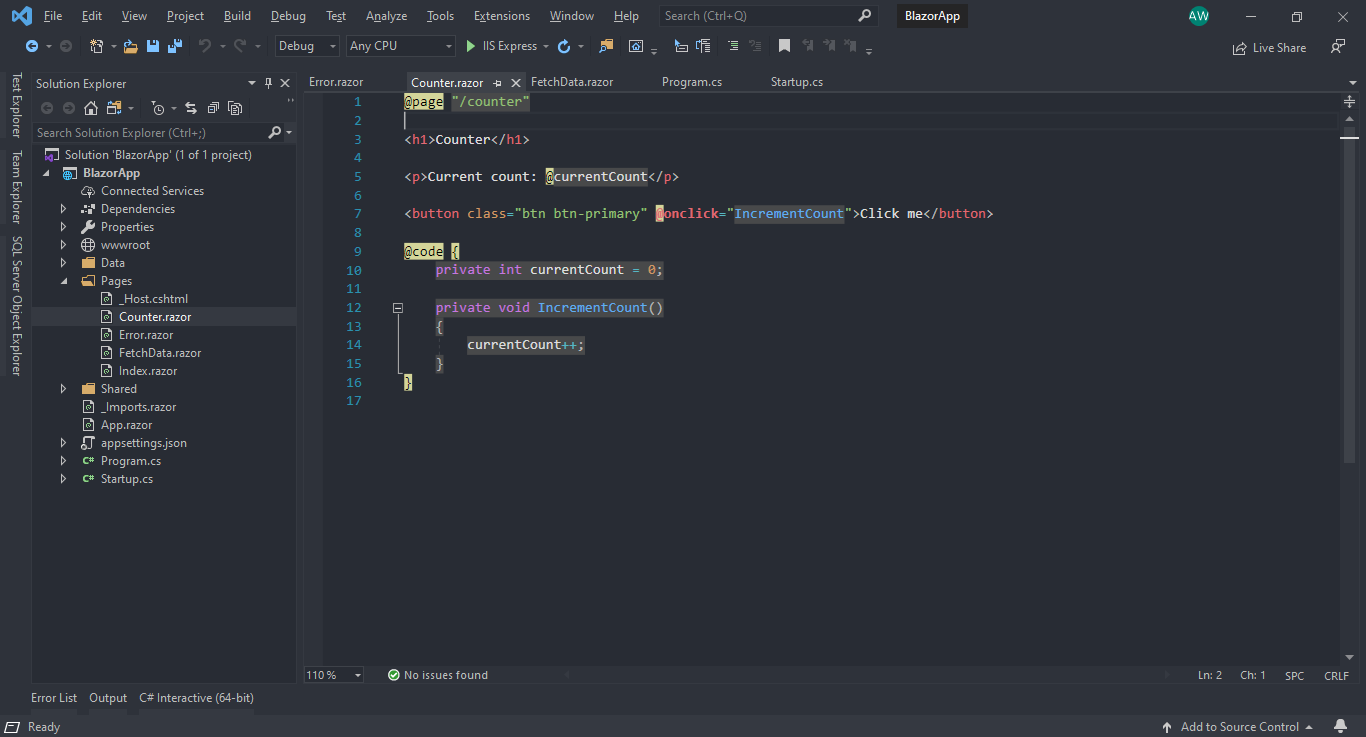 File Edit View Project Build Debug Test Analyze Tools Extensions Window Help Search (Ctrl+Q) BlazorApp AW
Debug Any CPU IIS Express Live Share
Test Explorer
Team Explorer
SQL Server Object Explorer
Solution Explorer
Search Solution Explorer (Ctrl+;)
Solution 'BlazorApp' (1 of 1 project)
BlazorApp
Connected Services
Dependencies
Properties
wwwroot
Data
Pages
_Host.cshtml
Counter.razor
Error.razor
FetchData.razor
Index.razor
Shared
_Imports.razor
App.razor
appsettings.json
C# Program.cs
C# Startup.cs
Error.razor Counter.razor FetchData.razor Program.cs Startup.cs
1 @page "/counter"
2
3 <h1>Counter</h1>
4
5 <p>Current count: @currentCount</p>
6
7 <button class="btn btn-primary" @onclick="IncrementCount">Click me</button>
8
9 @code {
10 private int currentCount = 0;
11
12 private void IncrementCount()
13 {
14 currentCount++;
15 }
16 }
17
110 % No issues found Ln: 2 Ch: 1 SPC CRLF
Error List Output C# Interactive (64-bit)
Ready Add to Source Control